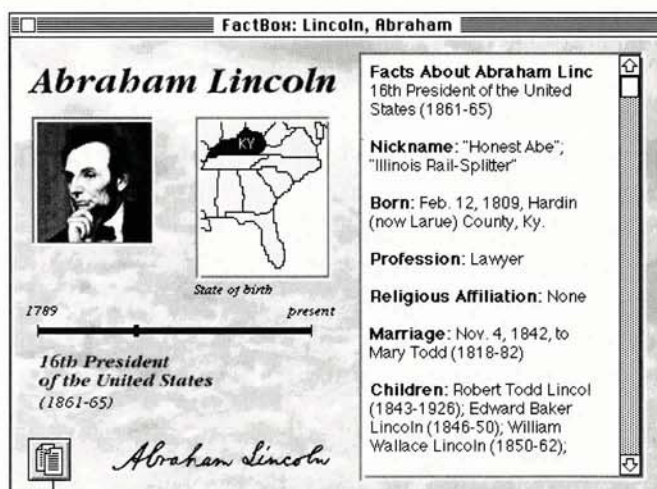 FactBox: Lincoln, Abraham
Abraham Lincoln
KY
State of birth
1789
present
16th President
of the United States
(1861-65)
Abraham Lincoln
Facts About Abraham Linc
16th President of the United
States (1861-65)
Nickname: "Honest Abe";
"Illinois Rail-Splitter"
Born: Feb. 12, 1809, Hardin
(now Larue) County, Ky.
Profession: Lawyer
Religious Affiliation: None
Marriage: Nov. 4, 1842, to
Mary Todd (1818-82)
Children: Robert Todd Lincol
(1843-1926); Edward Baker
Lincoln (1846-50); William
Wallace Lincoln (1850-62);